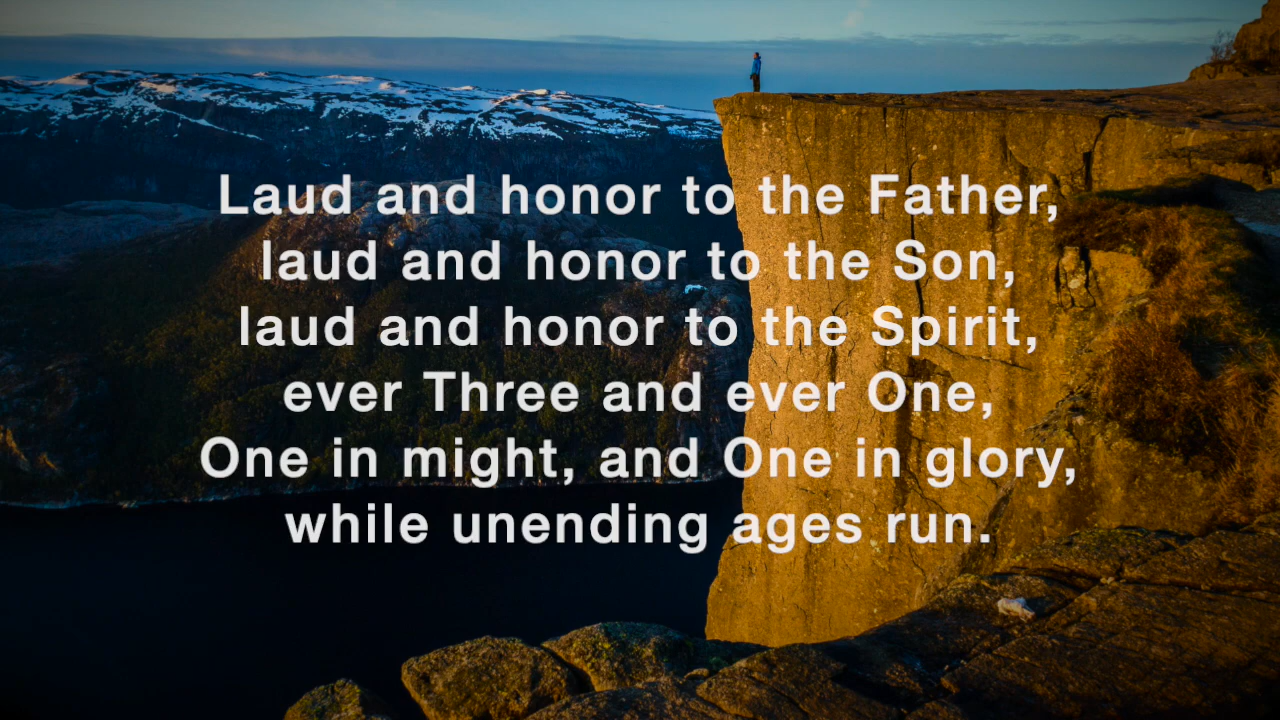 Laud and honor to the Father,
laud and honor to the Son,
laud and honor to the Spirit,
ever Three and ever One,
One in might, and One in glory,
while unending ages run.